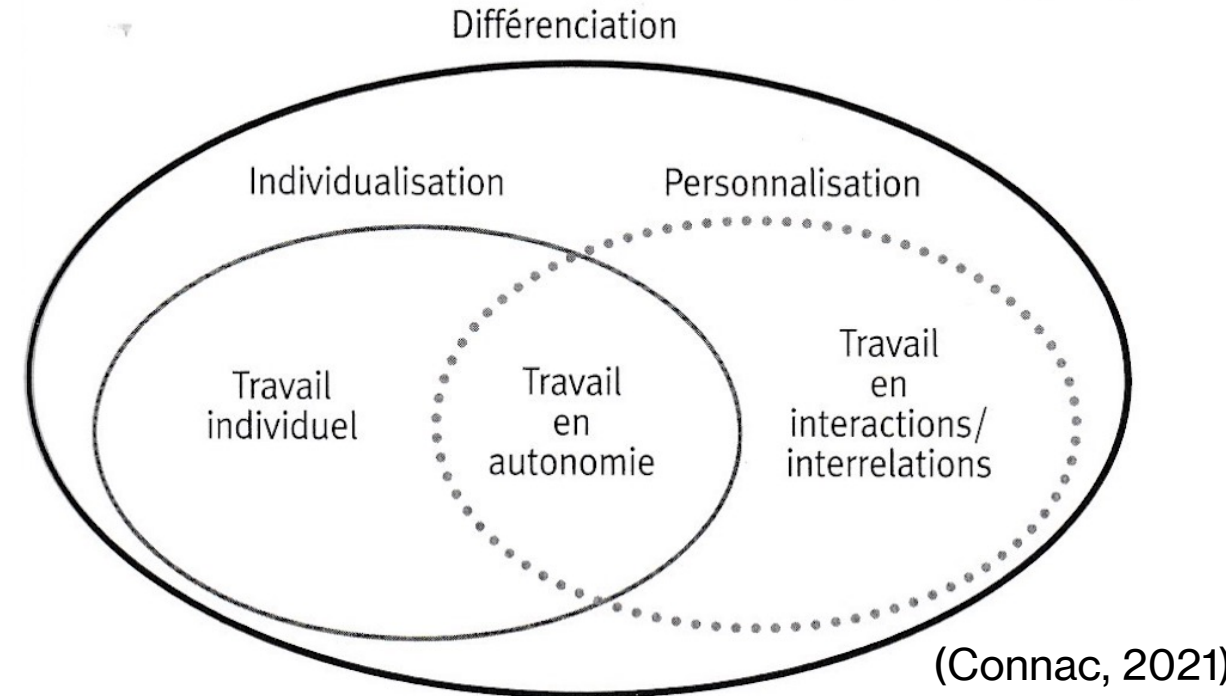 Différenciation
Individualisation
Personnalisation
Travail
individuel
Travail
en
autonomie
Travail
en
interactions/
interrelations
(Connac, 2021)